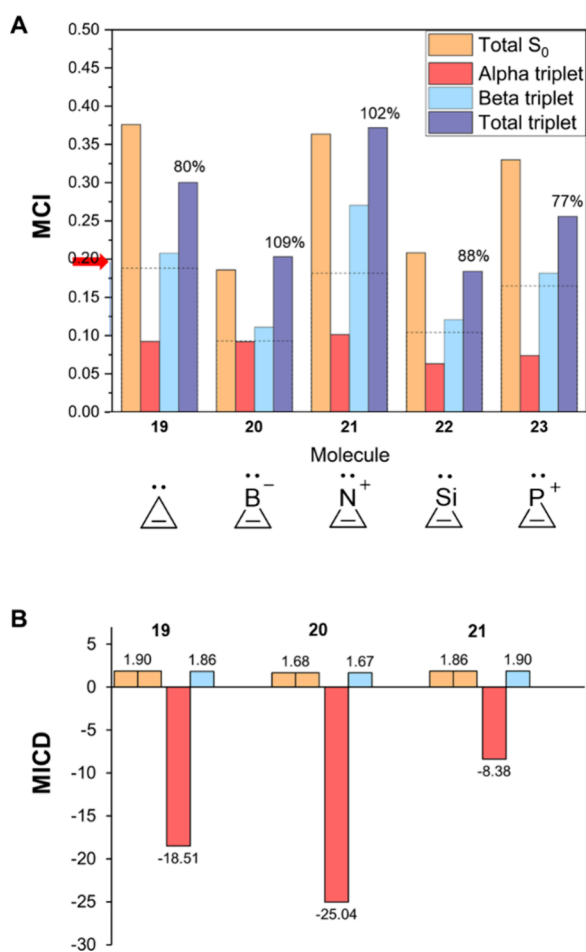 A
0.50
0.45
0.40
0.35
0.30
0.25
0.20
0.15
0.10
0.05
0.00
MCI
Total S₀
Alpha triplet
Beta triplet
Total triplet
80%
109%
102%
88%
77%
19 20 21 22 23
Molecule
B⁻ N⁺ Si P⁺
B
19 20 21
5
0
-5
-10
-15
-20
-25
-30
MICD
1.90 1.86 1.68 1.67 1.86 1.90
-18.51
-25.04
-8.38